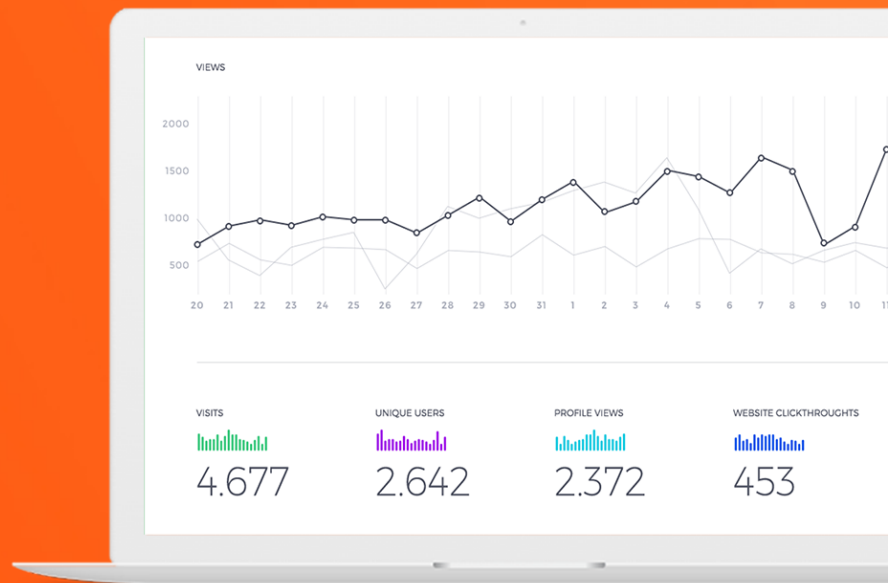 VIEWS
2000
1500
1000
500
20 21 22 23 24 25 26 27 28 29 30 31 1 2 3 4 5 6 7 8 9 10 11
VISITS UNIQUE USERS PROFILE VIEWS WEBSITE CLICKTHROUGHTS
4.677 2.642 2.372 453